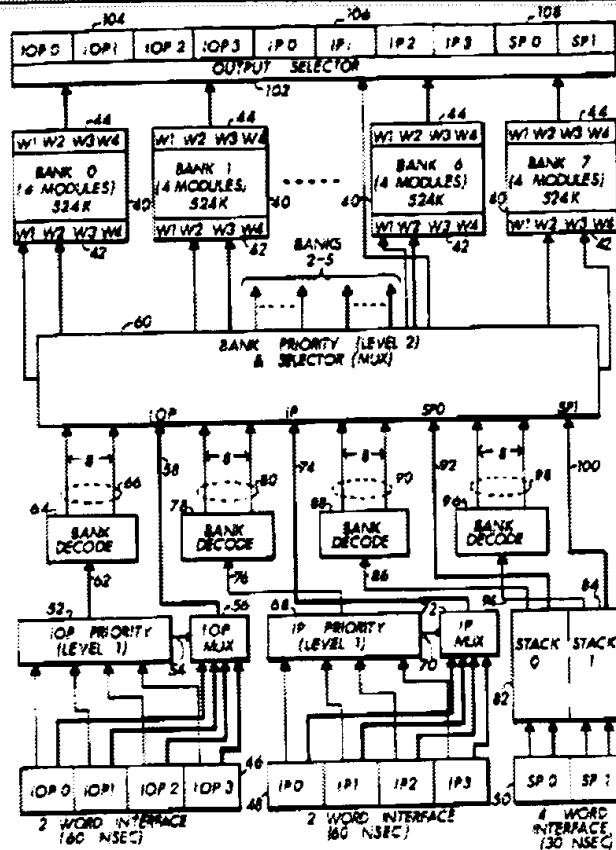 104 106 108
IOP 0 IOP 1 IOP 2 IOP 3 IP 0 IP 1 IP 2 IP 3 SP 0 SP 1
OUTPUT SELECTOR
102
44 44 44 44
W1 W2 W3 W4 W1 W2 W3 W4 W1 W2 W3 W4 W1 W2 W3 W4
BANK 0 BANK 1 BANK 6 BANK 7
(4 MODULES) (4 MODULES) (4 MODULES) (4 MODULES)
524K 40 524K 40 40 524K 40 524K
W1 W2 W3 W4 W1 W2 W3 W4 W1 W2 W3 W4 W1 W2 W3 W4
42 42 42 42
BANKS
2-5
60
BANK PRIORITY (LEVEL 2)
& SELECTOR (MUX)
IOP IP SP0 SP1
8 58 8 74 8 92 8 100
66 80 90 98
64 78 88 96
BANK DECODE BANK DECODE BANK DECODE BANK DECODE
62 76 86 96 84
52 56 68 72
IOP PRIORITY (LEVEL 1) IOP MUX IP PRIORITY (LEVEL 1) IP MUX STACK 0 STACK 1
54 70 82
46 48 50
IOP 0 IOP 1 IOP 2 IOP 3 IP 0 IP 1 IP 2 IP 3 SP 0 SP 1
2 WORD INTERFACE 2 WORD INTERFACE 4 WORD INTERFACE
(60 NSEC) (60 NSEC) (30 NSEC)